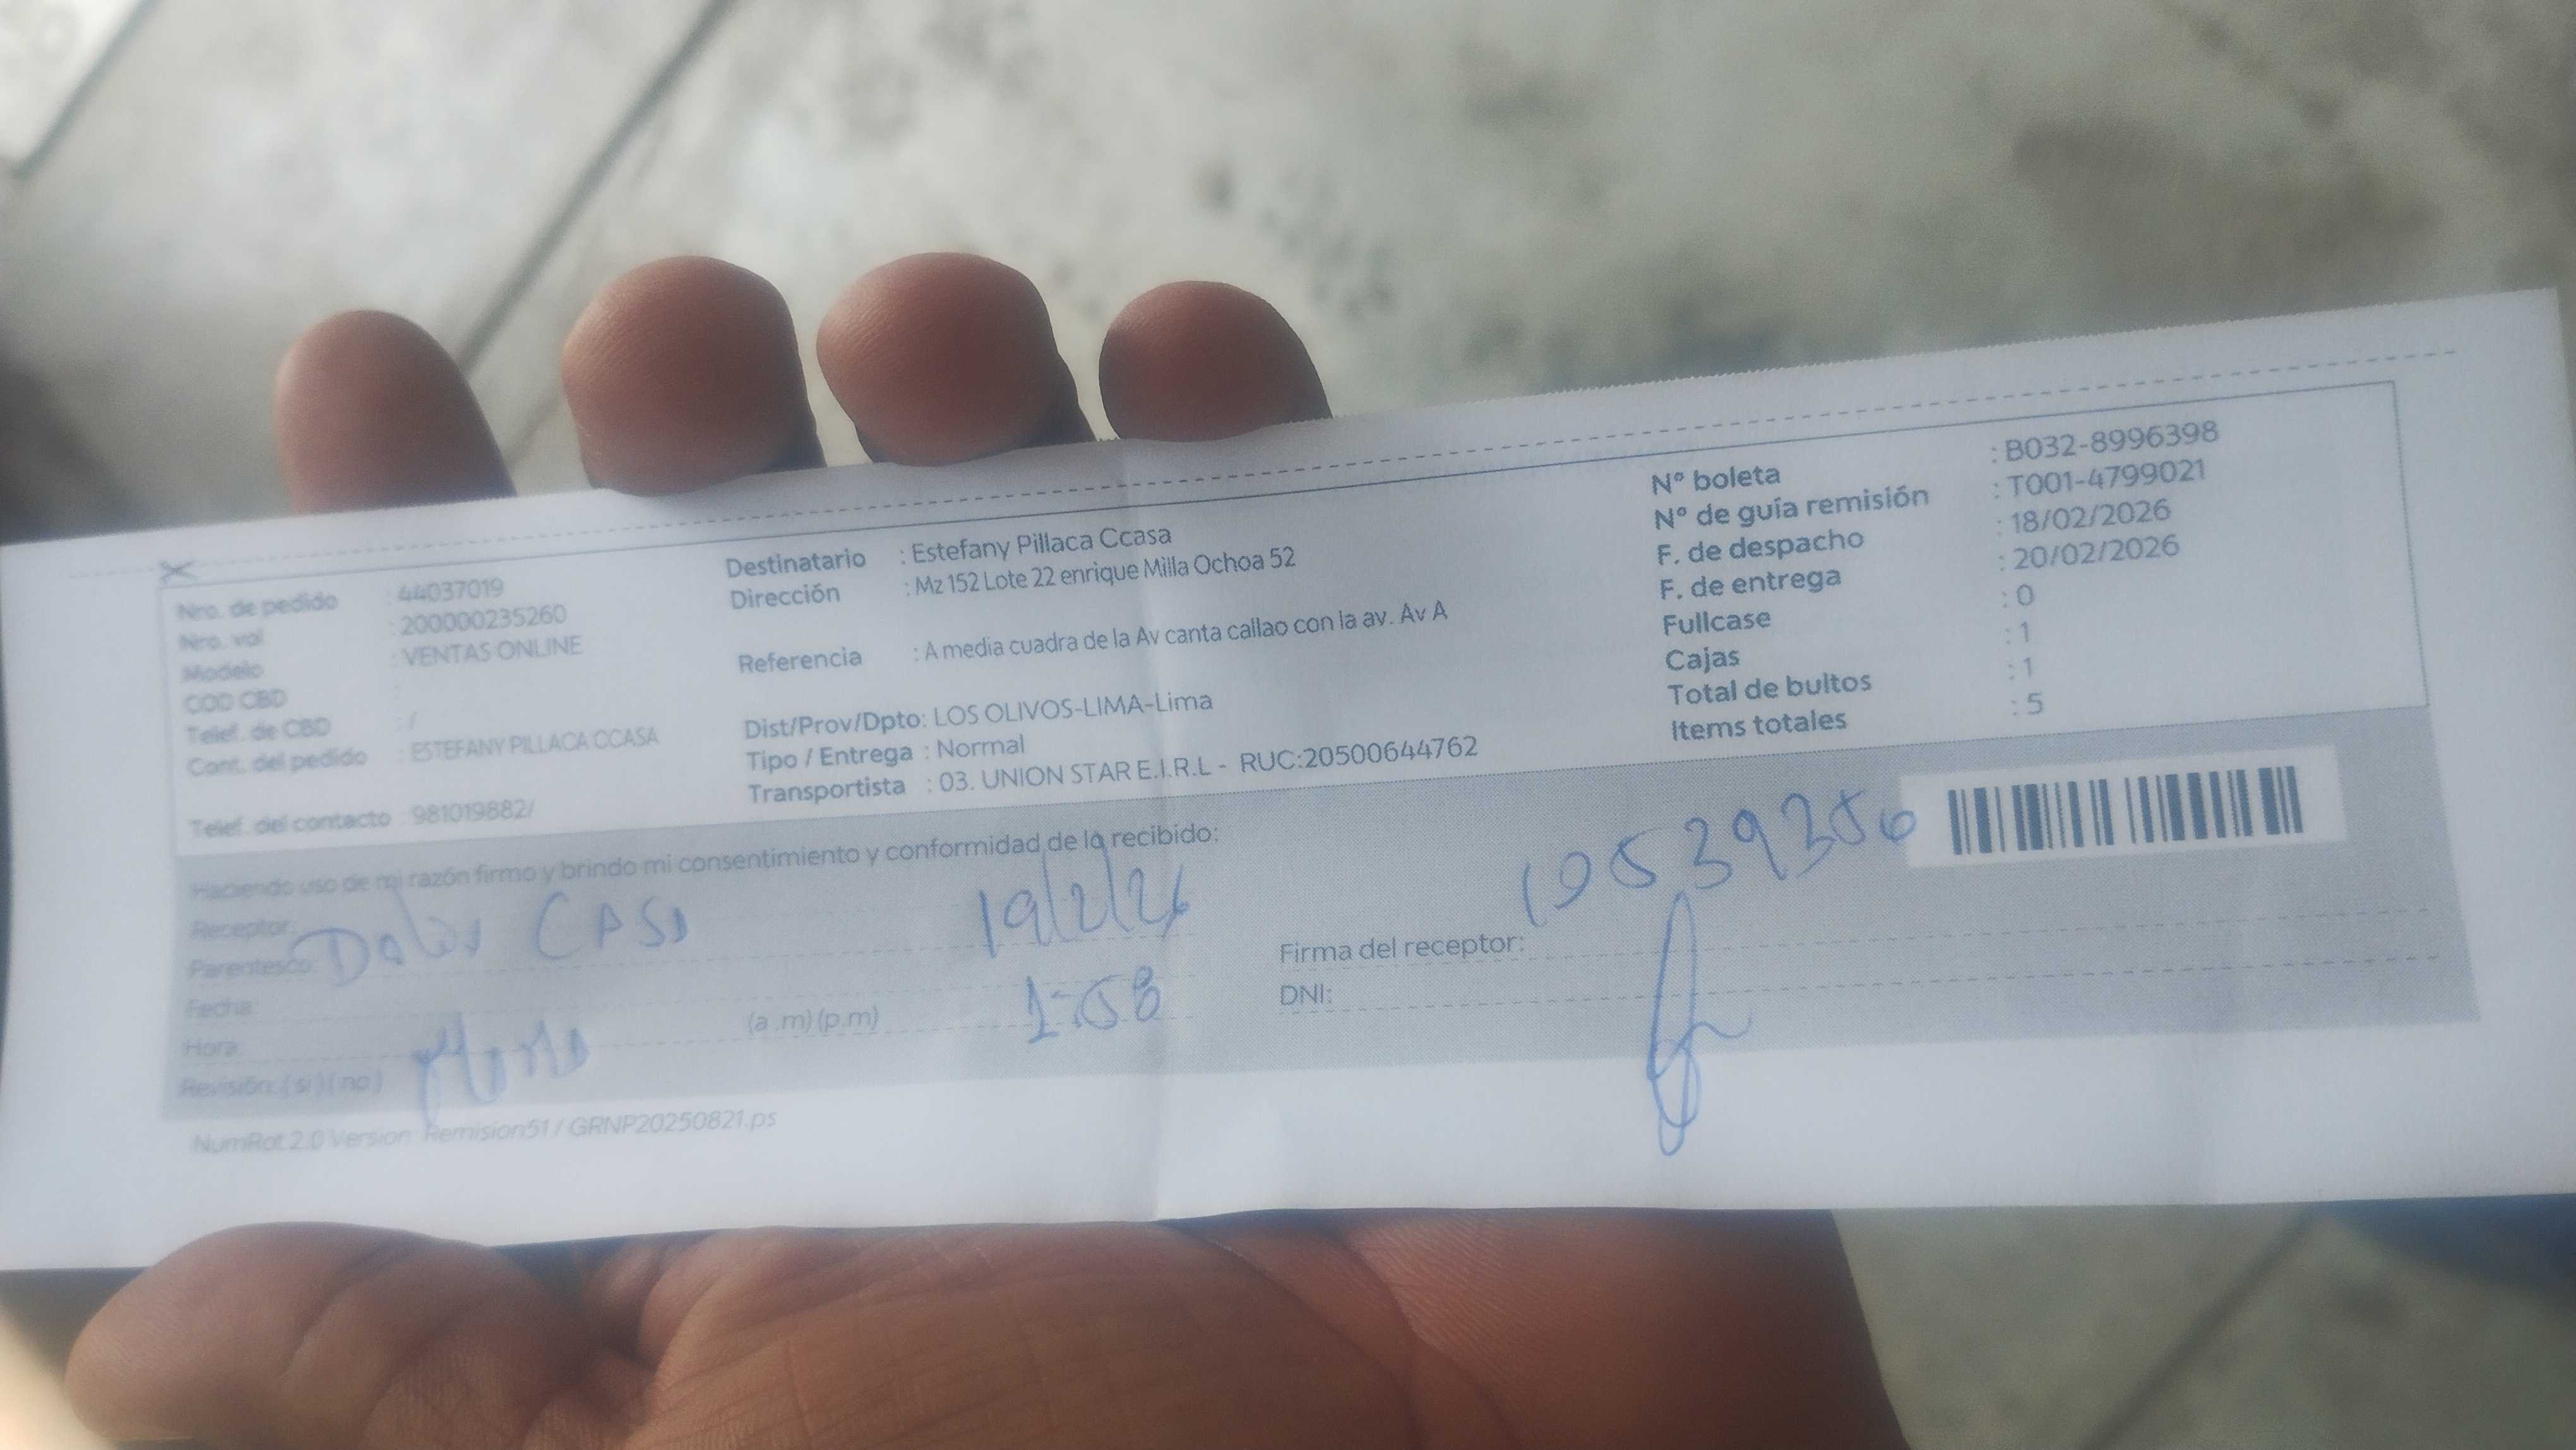 Nro. de pedido : 44037019
Nro. val : 200000235260
Modelo : VENTAS ONLINE
COD CBD :
Telef. de CBD : /
Cont. del pedido : ESTEFANY PILLACA CCASA
Telef. del contacto : 981019882/
Destinatario : Estefany Pillaca Ccasa
Dirección : Mz 152 Lote 22 enrique Milla Ochoa 52
Referencia : A media cuadra de la Av canta callao con la av. Av A
Dist/Prov/Dpto: LOS OLIVOS-LIMA-Lima
Tipo / Entrega : Normal
Transportista : 03. UNION STAR E.I.R.L - RUC:20500644762
N° boleta : B032-8996398
N° de guía remisión : T001-4799021
F. de despacho : 18/02/2026
F. de entrega : 20/02/2026
Fullcase : 0
Cajas : 1
Total de bultos : 1
Items totales : 5
Haciendo uso de mi razón firmo y brindo mi consentimiento y conformidad de lo recibido:
Receptor:
Parentesco:
Fecha: 19/2/26
Hora: (a .m) (p.m) 1:58
Revisión: ( si ) ( no )
Firma del receptor:
DNI:
NumRot 2.0 Version Remision51 / GRNP20250821.ps